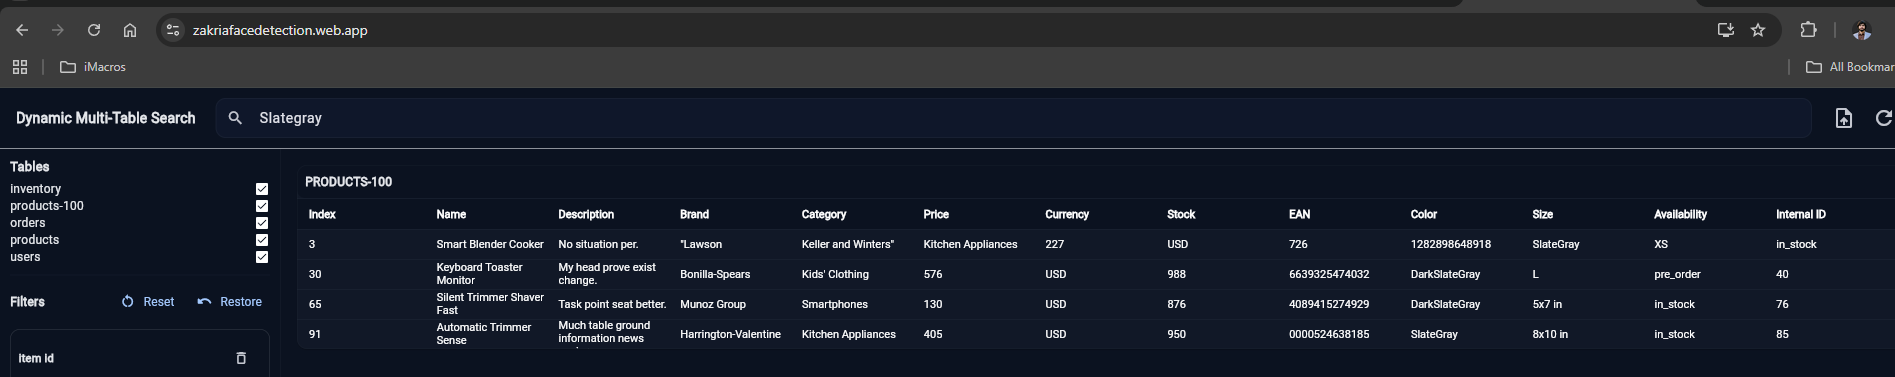 zakriafacedetection.web.app
iMacros
All Bookmar
Dynamic Multi-Table Search
Slategray
Tables
inventory
products-100
orders
products
users
Filters Reset Restore
Item id
PRODUCTS-100
Index Name Description Brand Category Price Currency Stock EAN Color Size Availability Internal ID
3 Smart Blender Cooker No situation per. "Lawson Keller and Winters" Kitchen Appliances 227 USD 726 1282898648918 SlateGray XS in_stock
30 Keyboard Toaster Monitor My head prove exist change. Bonilla-Spears Kids' Clothing 576 USD 988 6639325474032 DarkSlateGray L pre_order 40
65 Silent Trimmer Shaver Fast Task point seat better. Munoz Group Smartphones 130 USD 876 4089415274929 DarkSlateGray 5x7 in in_stock 76
91 Automatic Trimmer Sense Much table ground information news Harrington-Valentine Kitchen Appliances 405 USD 950 0000524638185 SlateGray 8x10 in in_stock 85